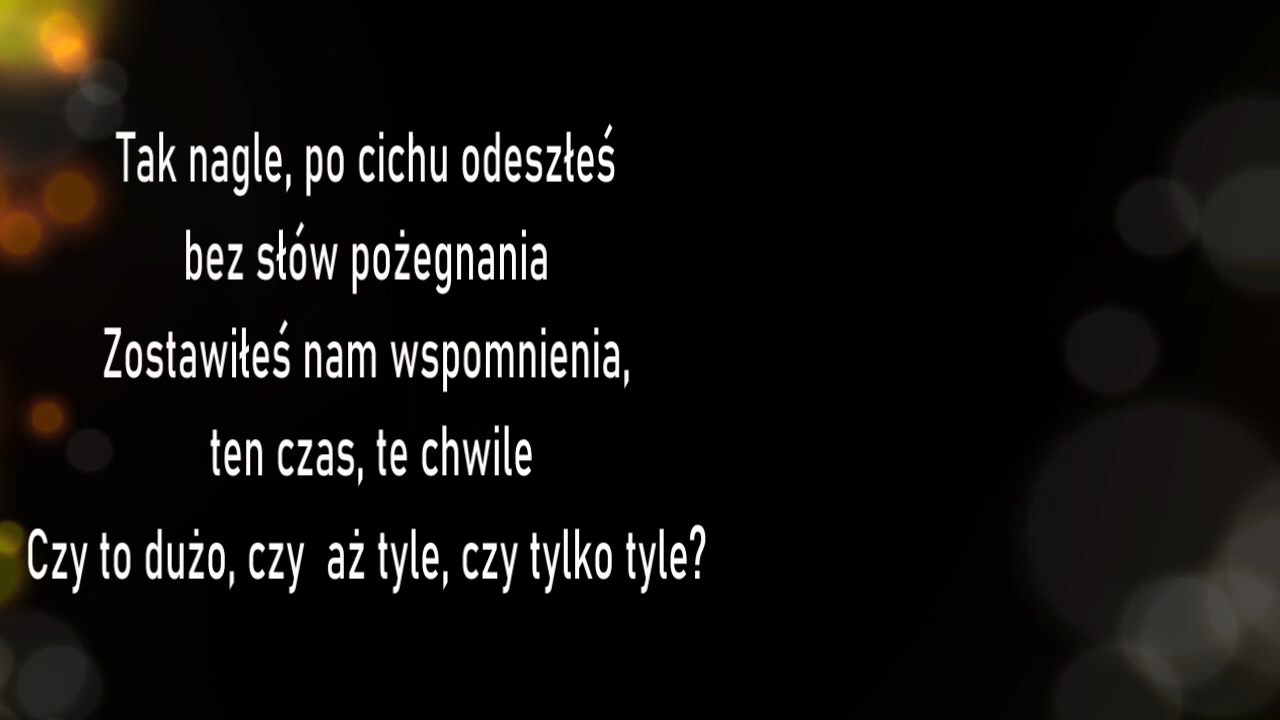 Tak nagle, po cichu odeszłeś
bez słów pożegnania
Zostawiłeś nam wspomnienia,
ten czas, te chwile
Czy to dużo, czy  aż tyle, czy tylko tyle?